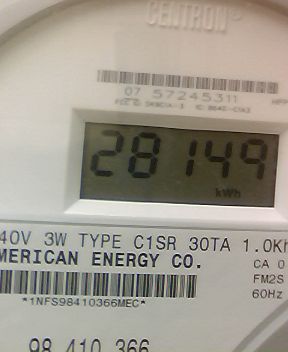 CENTRON®
07 57245311
28149
kWh
40V 3W TYPE C1SR 30TA 1.0Kh
MERICAN ENERGY CO.
CA 0
FM2S
60Hz
*1NFS98410366MEC*
98 410 366